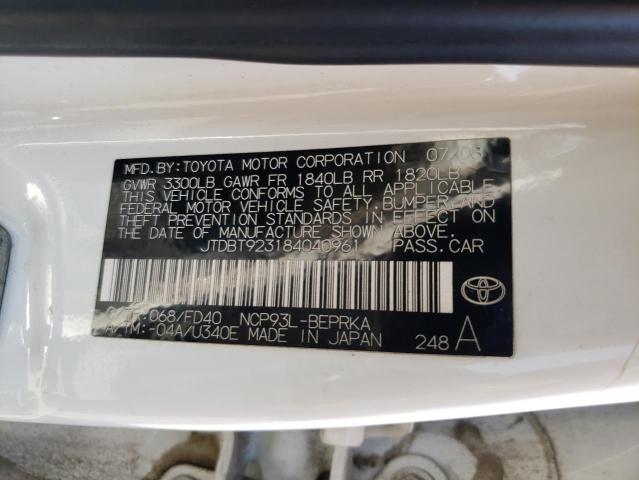 MFD.BY:TOYOTA MOTOR CORPORATION 07/08
GVWR 3300LB GAWR FR 1840LB RR 1820LB
THIS VEHICLE CONFORMS TO ALL APPLICABLE
FEDERAL MOTOR VEHICLE SAFETY, BUMPER, AND
THEFT PREVENTION STANDARDS IN EFFECT ON
THE DATE OF MANUFACTURE SHOWN ABOVE.
JTDBT923184040961 PASS.CAR
C/TR:068/FD40 NCP93L-BEPRKA
A/TM:-04A/U340E MADE IN JAPAN 248 A